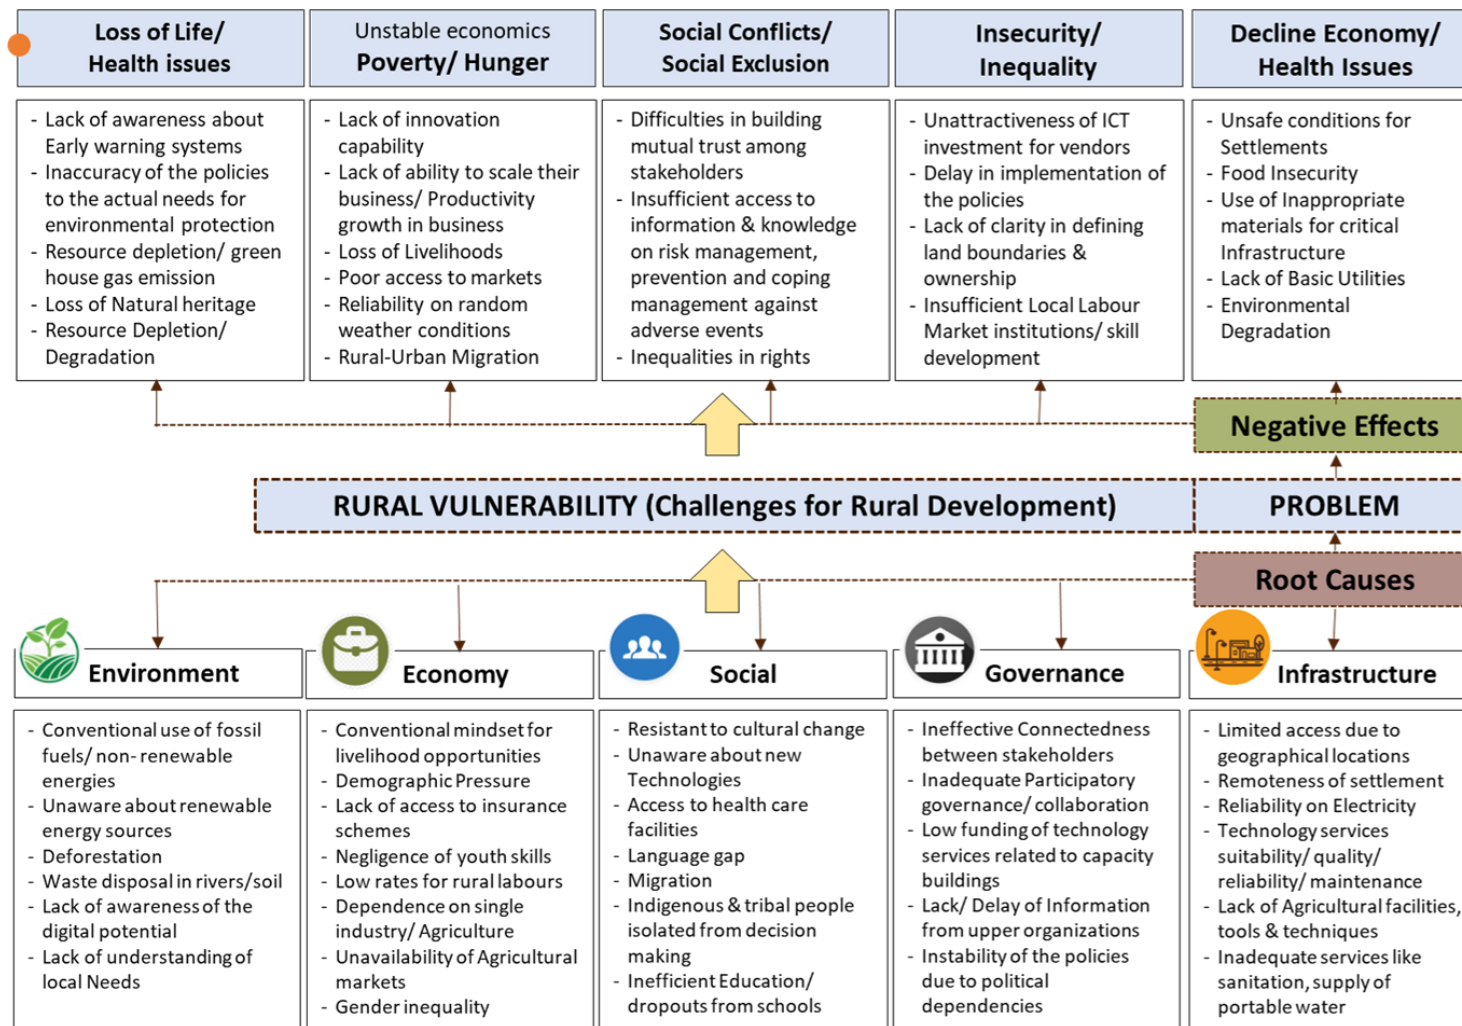 Loss of Life/
Health issues
Unstable economics
Poverty/ Hunger
Social Conflicts/
Social Exclusion
Insecurity/
Inequality
Decline Economy/
Health Issues
- Lack of awareness about
Early warning systems
- Inaccuracy of the policies
to the actual needs for
environmental protection
- Resource depletion/ green
house gas emission
- Loss of Natural heritage
- Resource Depletion/
Degradation
- Lack of innovation
capability
- Lack of ability to scale their
business/ Productivity
growth in business
- Loss of Livelihoods
- Poor access to markets
- Reliability on random
weather conditions
- Rural-Urban Migration
- Difficulties in building
mutual trust among
stakeholders
- Insufficient access to
information & knowledge
on risk management,
prevention and coping
management against
adverse events
- Inequalities in rights
- Unattractiveness of ICT
investment for vendors
- Delay in implementation of
the policies
- Lack of clarity in defining
land boundaries &
ownership
- Insufficient Local Labour
Market institutions/ skill
development
- Unsafe conditions for
Settlements
- Food Insecurity
- Use of Inappropriate
materials for critical
Infrastructure
- Lack of Basic Utilities
- Environmental
Degradation
Negative Effects
RURAL VULNERABILITY (Challenges for Rural Development)
PROBLEM
Root Causes
Environment
Economy
Social
Governance
Infrastructure
- Conventional use of fossil
fuels/ non- renewable
energies
- Unaware about renewable
energy sources
- Deforestation
- Waste disposal in rivers/soil
- Lack of awareness of the
digital potential
- Lack of understanding of
local Needs
- Conventional mindset for
livelihood opportunities
- Demographic Pressure
- Lack of access to insurance
schemes
- Negligence of youth skills
- Low rates for rural labours
- Dependence on single
industry/ Agriculture
- Unavailability of Agricultural
markets
- Gender inequality
- Resistant to cultural change
- Unaware about new
Technologies
- Access to health care
facilities
- Language gap
- Migration
- Indigenous & tribal people
isolated from decision
making
- Inefficient Education/
dropouts from schools
- Ineffective Connectedness
between stakeholders
- Inadequate Participatory
governance/ collaboration
- Low funding of technology
services related to capacity
buildings
- Lack/ Delay of Information
from upper organizations
- Instability of the policies
due to political
dependencies
- Limited access due to
geographical locations
- Remoteness of settlement
- Reliability on Electricity
- Technology services
suitability/ quality/
reliability/ maintenance
- Lack of Agricultural facilities,
tools & techniques
- Inadequate services like
sanitation, supply of
portable water